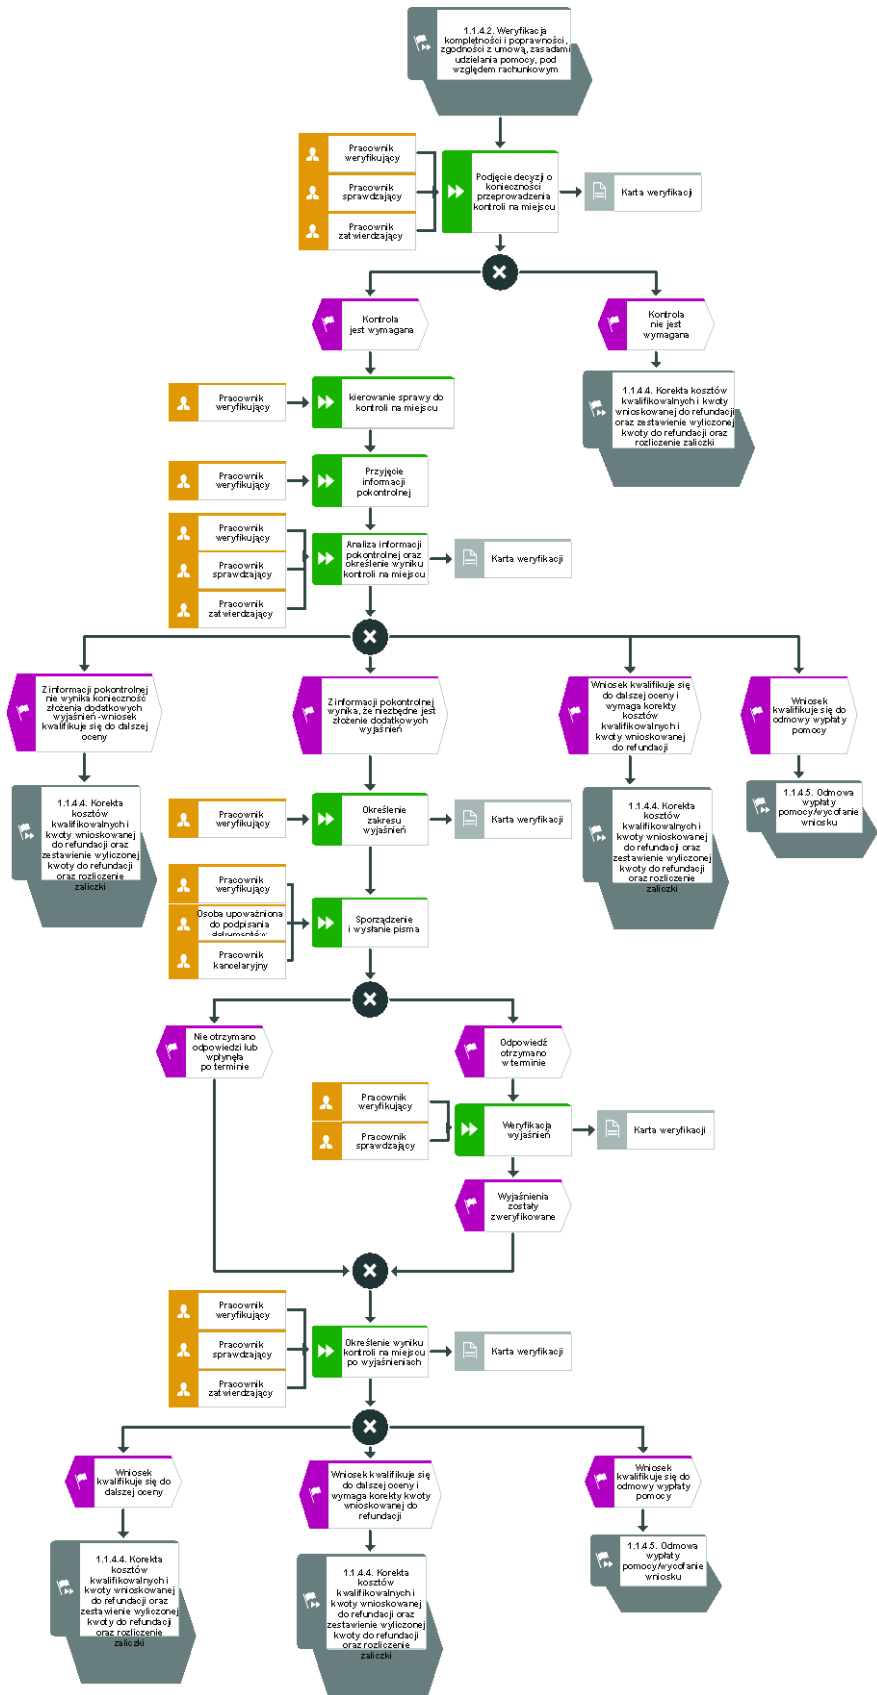 1.1.4.2. Weryfikacja
kompletności i poprawności,
zgodności z umową, zasadami
udzielania pomocy, pod
względem rachunkowym
Pracownik
weryfikujący
Pracownik
sprawdzający
Pracownik
zatwierdzający
Podjęcie decyzji o
konieczności
przeprowadzenia
kontroli na miejscu
Karta weryfikacji
Kontrola
jest wymagana
Kontrola
nie jest
wymagana
Pracownik
weryfikujący
kierowanie sprawy do
kontroli na miejscu
1.1.4.4. Korekta kosztów
kwalifikowalnych i kwoty
wnioskowanej do refundacji
oraz zestawienie wyliczonej
kwoty do refundacji oraz
rozliczenie zaliczki
Pracownik
weryfikujący
Przyjęcie
informacji
pokontrolnej
Pracownik
weryfikujący
Pracownik
sprawdzający
Pracownik
zatwierdzający
Analiza informacji
pokontrolnej oraz
określenie wyniku
kontroli na miejscu
Karta weryfikacji
Z informacji pokontrolnej
nie wynika konieczność
złożenia dodatkowych
wyjaśnień -wniosek
kwalifikuje się do dalszej
oceny
Z informacji pokontrolnej
wynika, że niezbędne jest
złożenie dodatkowych
wyjaśnień
Wniosek kwalifikuje się
do dalszej oceny i
wymaga korekty
kosztów
kwalifikowalnych i
kwoty wnioskowanej
do refundacji
Wniosek
kwalifikuje się do
odmowy wypłaty
pomocy
1.1.4.4. Korekta
kosztów
kwalifikowalnych i
kwoty wnioskowanej
do refundacji oraz
zestawienie wyliczonej
kwoty do refundacji
oraz rozliczenie
zaliczki
Pracownik
weryfikujący
Określenie
zakresu
wyjaśnień
Karta weryfikacji
1.1.4.4. Korekta
kosztów
kwalifikowalnych i
kwoty wnioskowanej
do refundacji oraz
zestawienie wyliczonej
kwoty do refundacji
oraz rozliczenie
zaliczki
1.1.4.5. Odmowa
wypłaty
pomocy/wycofanie
wniosku
Pracownik
weryfikujący
Osoba upoważniona
do podpisania
dokumentów
Pracownik
kancelaryjny
Sporządzenie
i wysłanie pisma
Nie otrzymano
odpowiedzi lub
wpłynęła
po terminie
Odpowiedź
otrzymano
w terminie
Pracownik
weryfikujący
Pracownik
sprawdzający
Weryfikacja
wyjaśnień
Karta weryfikacji
Wyjaśnienia
zostały
zweryfikowane
Pracownik
weryfikujący
Pracownik
sprawdzający
Pracownik
zatwierdzający
Określenie wyniku
kontroli na miejscu
po wyjaśnieniach
Karta weryfikacji
Wniosek
kwalifikuje się do
dalszej oceny
Wniosek kwalifikuje się
do dalszej oceny i
wymaga korekty kwoty
wnioskowanej do
refundacji
Wniosek
kwalifikuje się do
odmowy wypłaty
pomocy
1.1.4.4. Korekta
kosztów
kwalifikowalnych i
kwoty wnioskowanej
do refundacji oraz
zestawienie wyliczonej
kwoty do refundacji
oraz rozliczenie
zaliczki
1.1.4.4. Korekta
kosztów
kwalifikowalnych i
kwoty wnioskowanej
do refundacji oraz
zestawienie wyliczonej
kwoty do refundacji
oraz rozliczenie
zaliczki
1.1.4.5. Odmowa
wypłaty
pomocy/wycofanie
wniosku